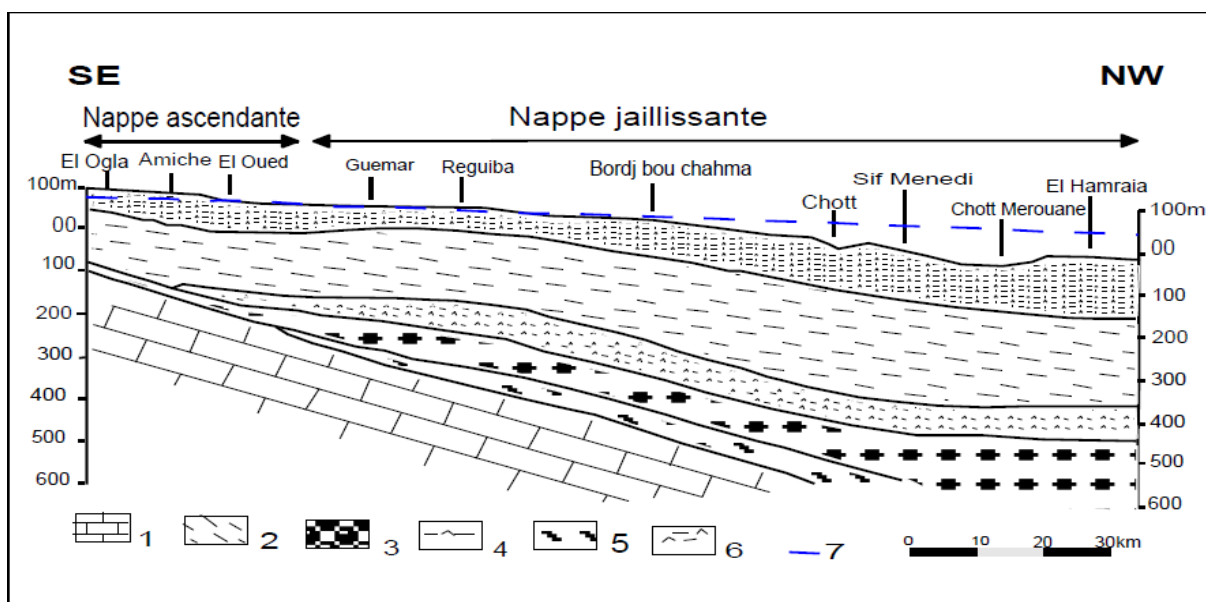 SE NW
Nappe ascendante Nappe jaillissante
El Ogla Amiche El Oued Guemar Reguiba Bordj bou chahma Chott Sif Menedi Chott Merouane El Hamraia
100m 100m
00 00
100 100
200 200
300 300
400 400
500 500
600 600
1 2 3 4 5 6 7
0 10 20 30km